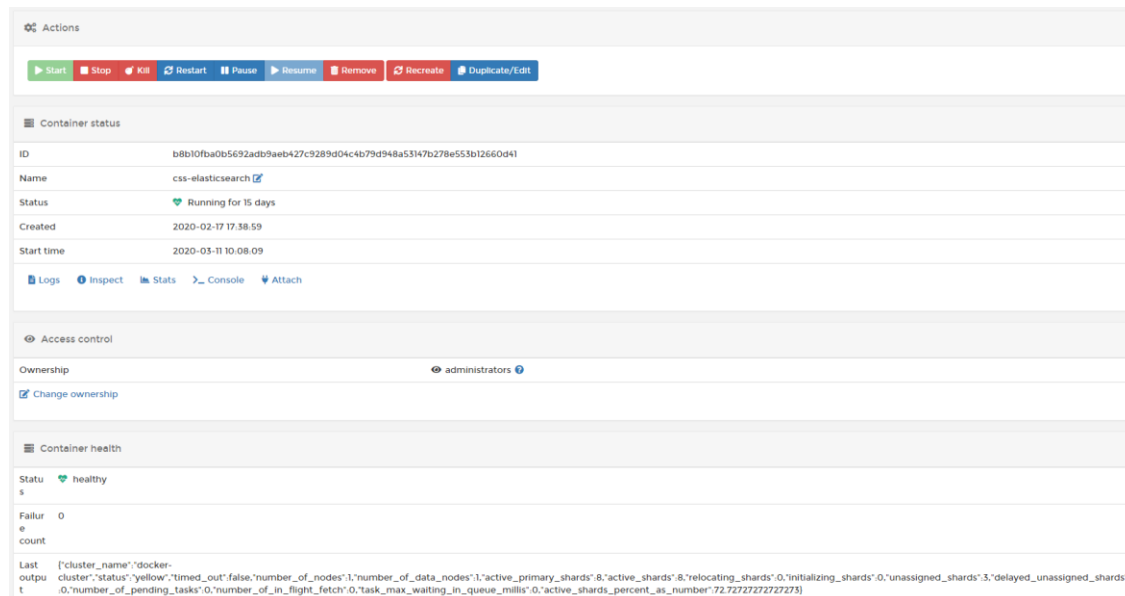 Actions
Start Stop Kill Restart Pause Resume Remove Recreate Duplicate/Edit
Container status
ID b8b10fba0b5692adb9aeb427c9289d04c4b79d948a53147b278e553b12660d41
Name css-elasticsearch
Status Running for 15 days
Created 2020-02-17 17:38:59
Start time 2020-03-11 10:08:09
Logs Inspect Stats >_ Console Attach
Access control
Ownership administrators
Change ownership
Container health
Statu healthy
s
Failur 0
e
count
Last {"cluster_name":"docker-
outpu cluster","status":"yellow","timed_out":false,"number_of_nodes":1,"number_of_data_nodes":1,"active_primary_shards":8,"active_shards":8,"relocating_shards":0,"initializing_shards":0,"unassigned_shards":3,"delayed_unassigned_shards
t :0,"number_of_pending_tasks":0,"number_of_in_flight_fetch":0,"task_max_waiting_in_queue_millis":0,"active_shards_percent_as_number":72.72727272727273}